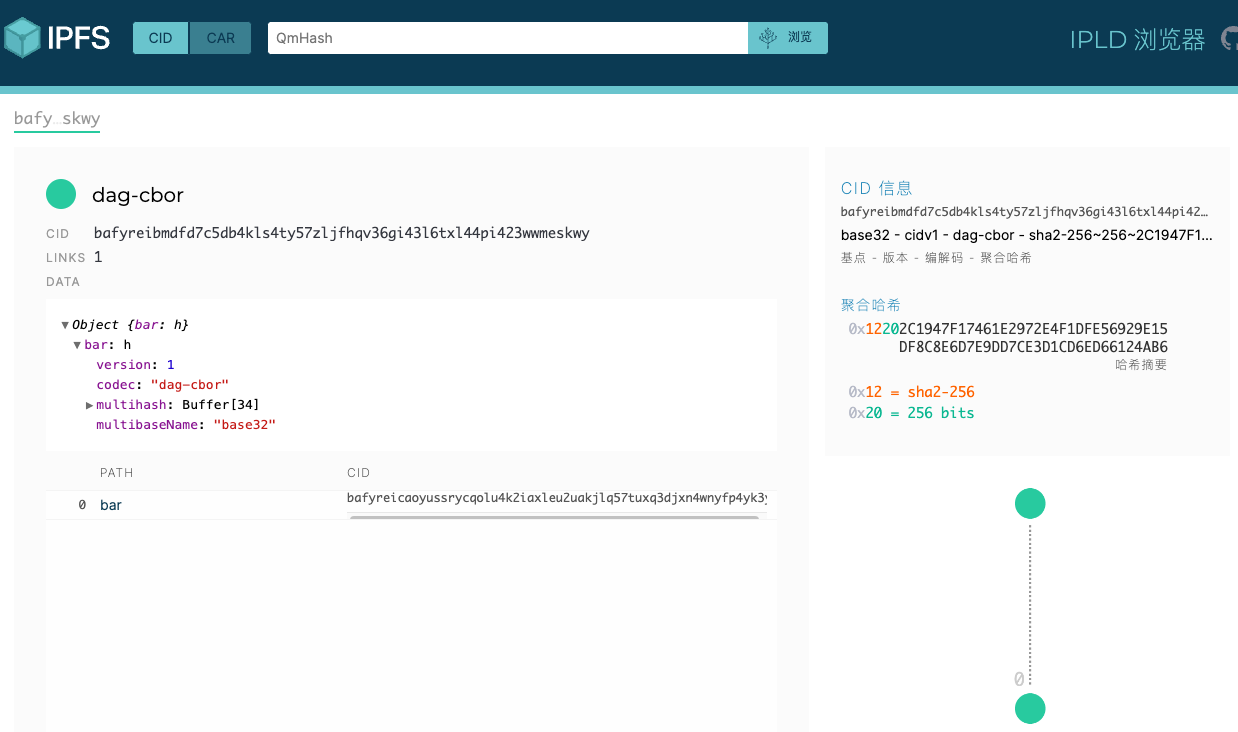 IPFS
CID
CAR
QmHash
浏览
IPLD 浏览器
bafy…skwy
dag-cbor
CID bafyreibmdfd7c5db4kls4ty57zljfhqv36gi43l6txl44pi423wwmeskwy
LINKS 1
DATA
▼Object {bar: h}
▼bar: h
version: 1
codec: "dag-cbor"
▶multihash: Buffer[34]
multibaseName: "base32"
PATH CID
0 bar bafyreicaoyussrycqolu4k2iaxleu2uakjlq57tuxq3djxn4wnyfp4yk3y
CID 信息
bafyreibmdfd7c5db4kls4ty57zljfhqv36gi43l6txl44pi42…
base32 - cidv1 - dag-cbor - sha2-256~256~2C1947F1...
基点 - 版本 - 编解码 - 聚合哈希
聚合哈希
0x12202C1947F17461E2972E4F1DFE56929E15
DF8C8E6D7E9DD7CE3D1CD6ED66124AB6
哈希摘要
0x12 = sha2-256
0x20 = 256 bits
0